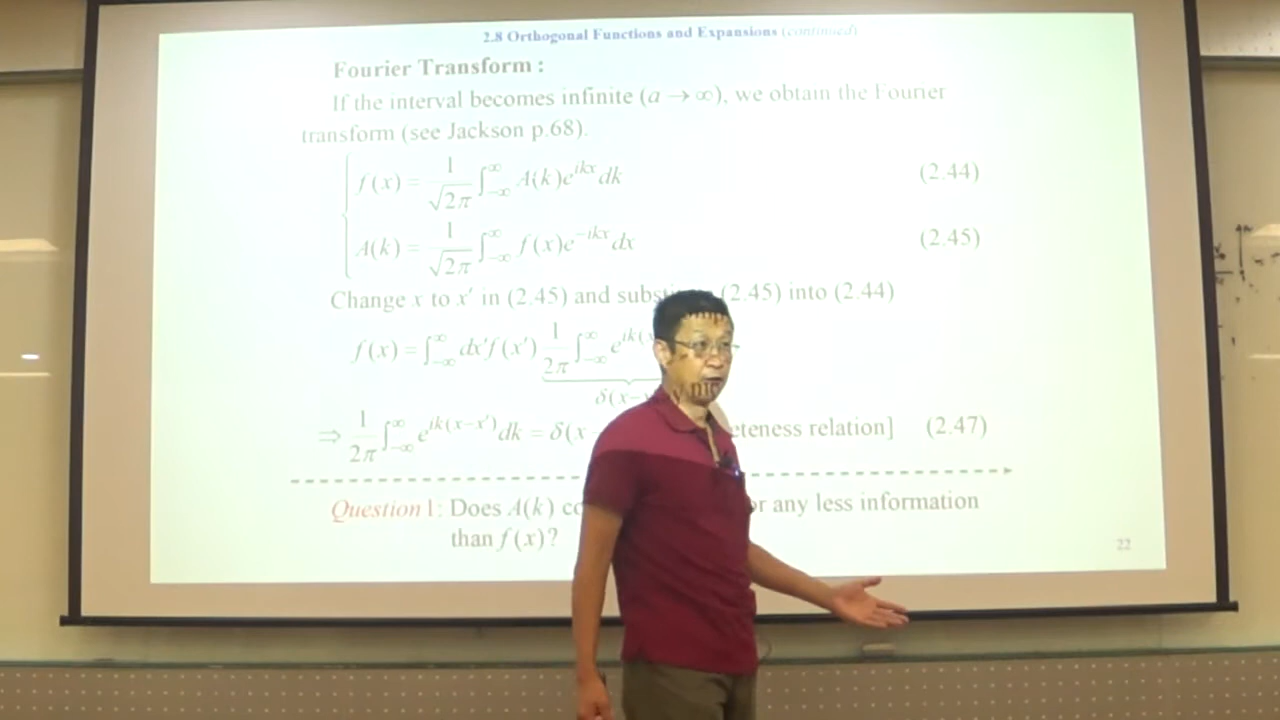 2.8 Orthogonal Functions and Expansions (continued)
Fourier Transform :
If the interval becomes infinite (a → ∞), we obtain the Fourier
transform (see Jackson p.68).
f(x) = 1/√2π ∫_{-∞}^{∞} A(k)e^{ikx} dk (2.44)
A(k) = 1/√2π ∫_{-∞}^{∞} f(x)e^{-ikx} dx (2.45)
Change x to x′ in (2.45) and (2.45) into (2.44)
f(x) = ∫_{-∞}^{∞} dx′f(x′) 1/2π ∫_{-∞}^{∞} e^{ik(x
δ(x−
⇒ 1/2π ∫_{-∞}^{∞} e^{ik(x−x′)}dk = δ(x relation] (2.47)
Question 1: Does A(k) or any less information
than f(x)?
22